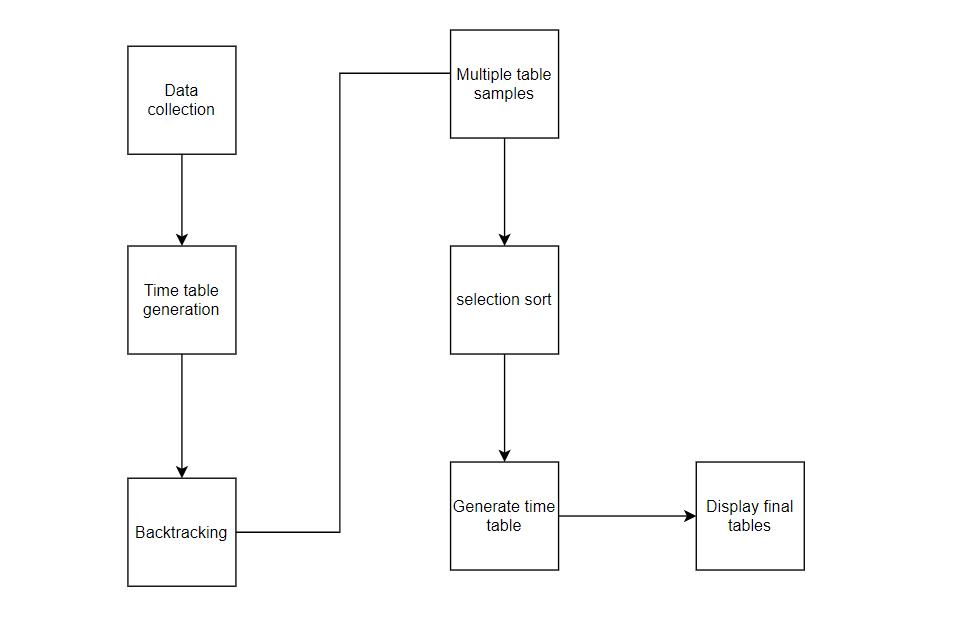 Data
collection
Time table
generation
Backtracking
Multiple table
samples
selection sort
Generate time
table
Display final
tables